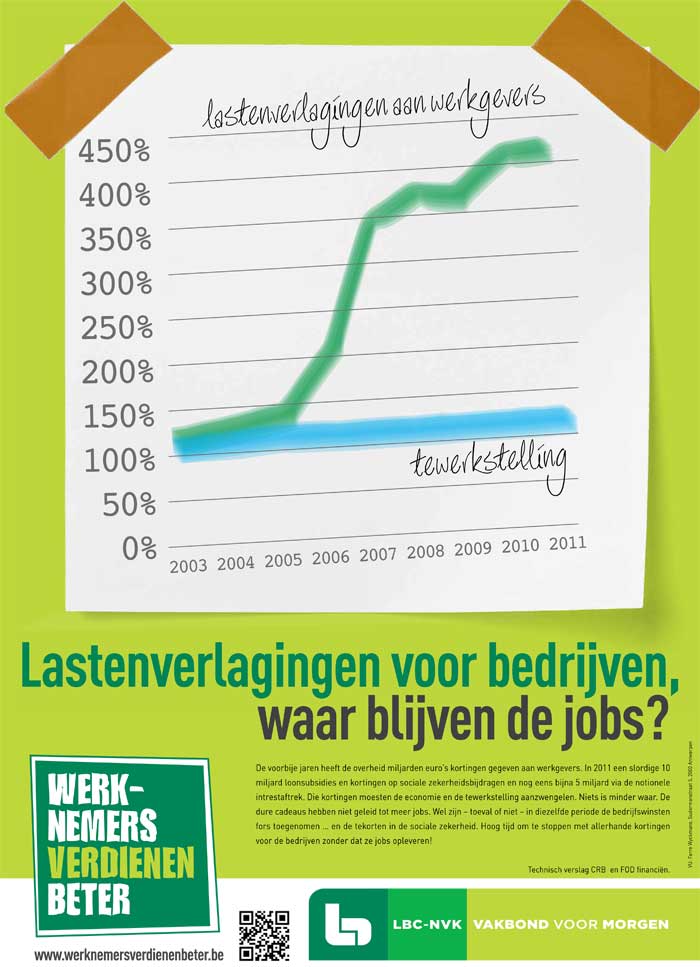 lastenverlagingen aan werkgevers
450%
400%
350%
300%
250%
200%
150%
100%
50%
0%
tewerkstelling
2003 2004 2005 2006 2007 2008 2009 2010 2011
Lastenverlagingen voor bedrijven,
waar blijven de jobs?
De voorbije jaren heeft de overheid miljarden euro's kortingen gegeven aan werkgevers. In 2011 een slordige 10
miljard loonsubsidies en kortingen op sociale zekerheidsbijdragen en nog eens bijna 5 miljard via de notionele
intrestaftrek. Die kortingen moesten de economie en de tewerkstelling aanzwengelen. Niets is minder waar. De
dure cadeaus hebben niet geleid tot meer jobs. Wel zijn – toeval of niet – in diezelfde periode de bedrijfswinsten
fors toegenomen ... en de tekorten in de sociale zekerheid. Hoog tijd om te stoppen met allerhande kortingen
voor de bedrijven zonder dat ze jobs opleveren!
Technisch verslag CRB en FOD financiën.
VU: Ferre Wyckmans, Sudermanstraat 5, 2000 Antwerpen
WERK-
NEMERS
VERDIENEN
BETER
www.werknemersverdienenbeter.be
LBC-NVK VAKBOND VOOR MORGEN